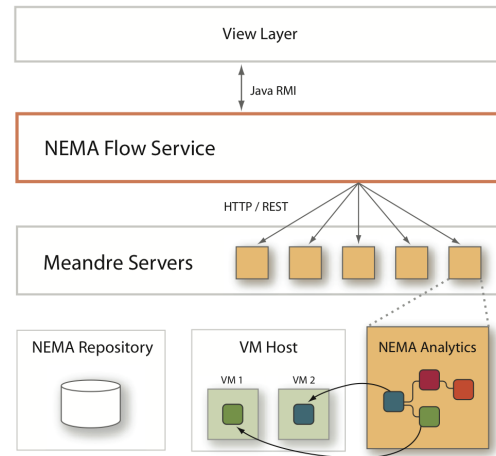 View Layer
Java RMI
NEMA Flow Service
HTTP / REST
Meandre Servers
NEMA Repository
VM Host
NEMA Analytics
VM 1
VM 2